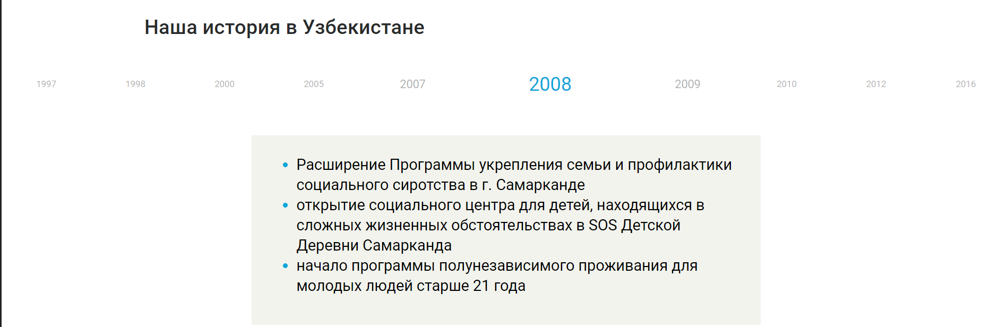 Наша история в Узбекистане
1997 1998 2000 2005 2007 2008 2009 2010 2012 2016
Расширение Программы укрепления семьи и профилактики
социального сиротства в г. Самарканде
открытие социального центра для детей, находящихся в
сложных жизненных обстоятельствах в SOS Детской
Деревни Самарканда
начало программы полунезависимого проживания для
молодых людей старше 21 года